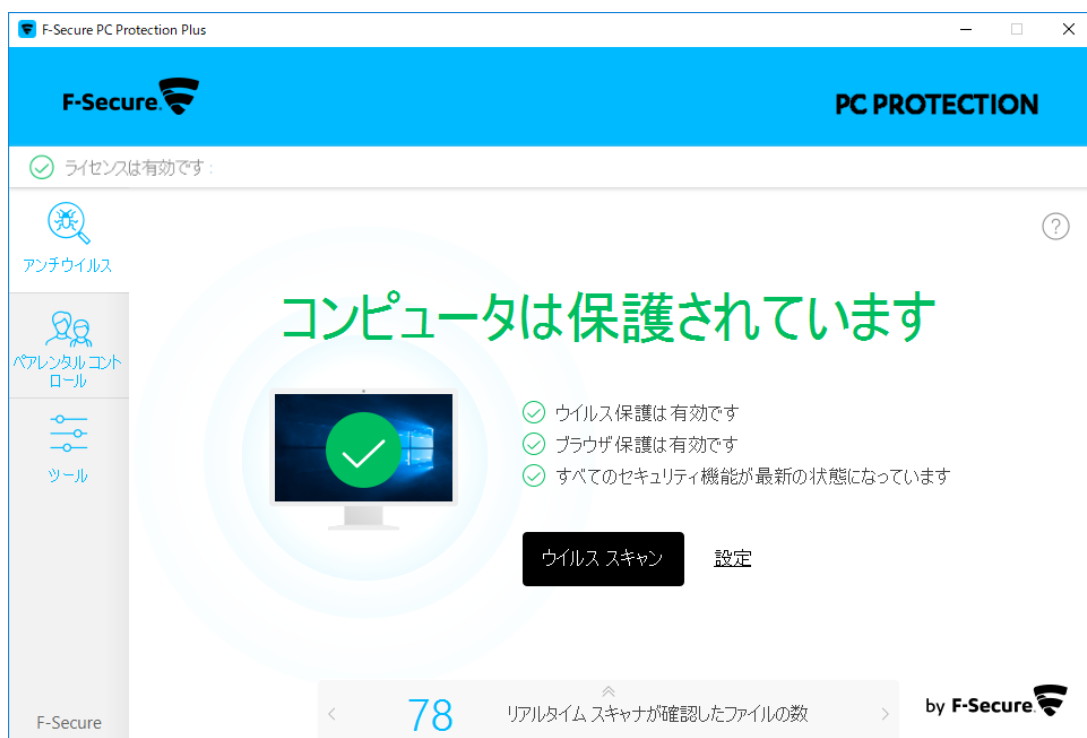 F-Secure PC Protection Plus
F-Secure.
PC PROTECTION
ライセンスは有効です :
アンチウイルス
?
コンピュータは保護されています
ペアレンタル コント
ロール
ウイルス保護は有効です
ブラウザ保護は有効です
すべてのセキュリティ機能が最新の状態になっています
ツール
ウイルス スキャン
設定
78
リアルタイム スキャナが確認したファイルの数
by F-Secure.
F-Secure